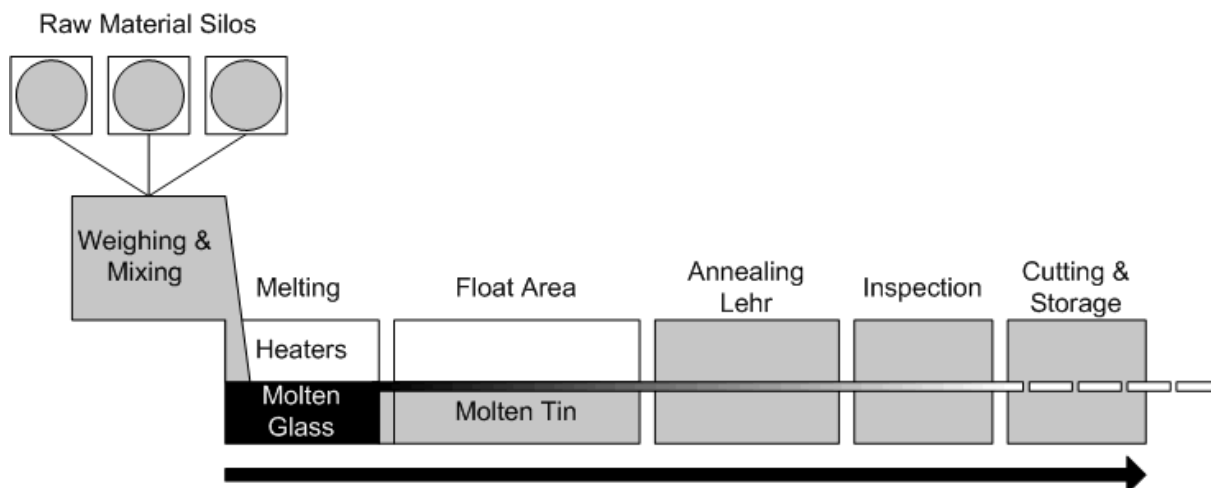 Raw Material Silos
Weighing &
Mixing
Melting
Float Area
Annealing
Lehr
Inspection
Cutting &
Storage
Heaters
Molten
Glass
Molten Tin